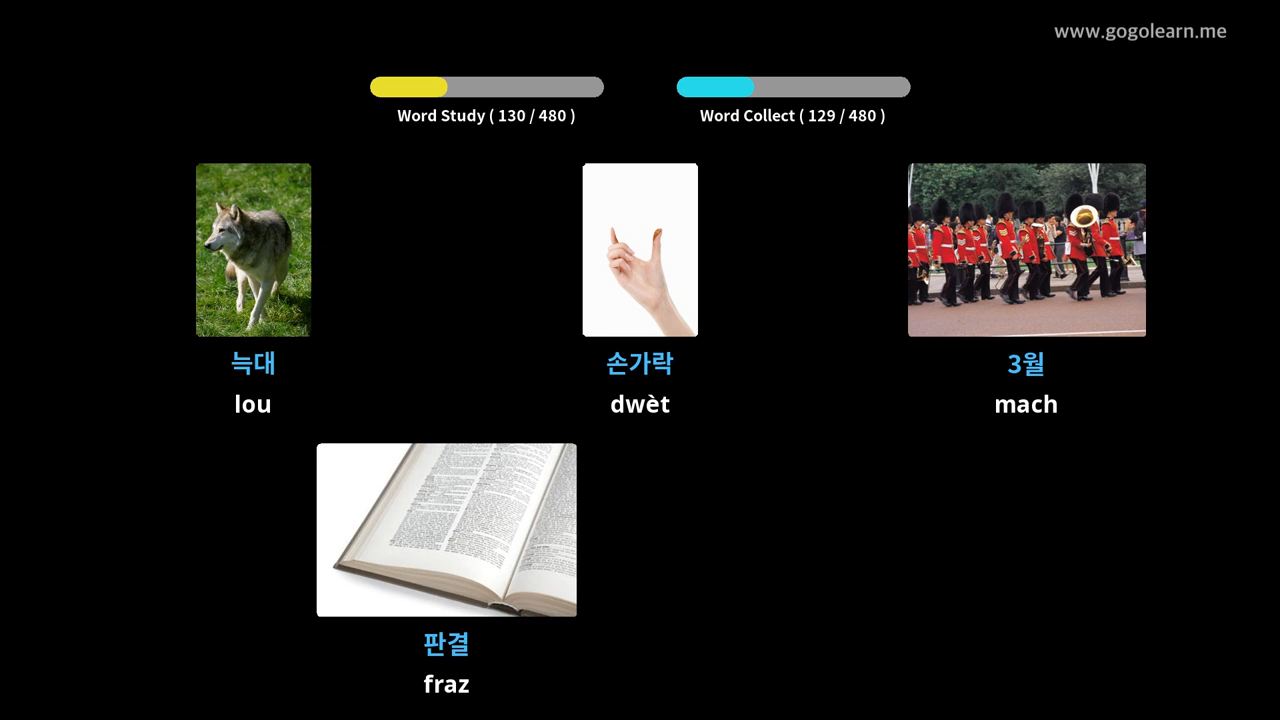 www.gogolearn.me
Word Study ( 130 / 480 )
Word Collect ( 129 / 480 )
늑대
손가락
3월
lou
dwèt
mach
판결
fraz